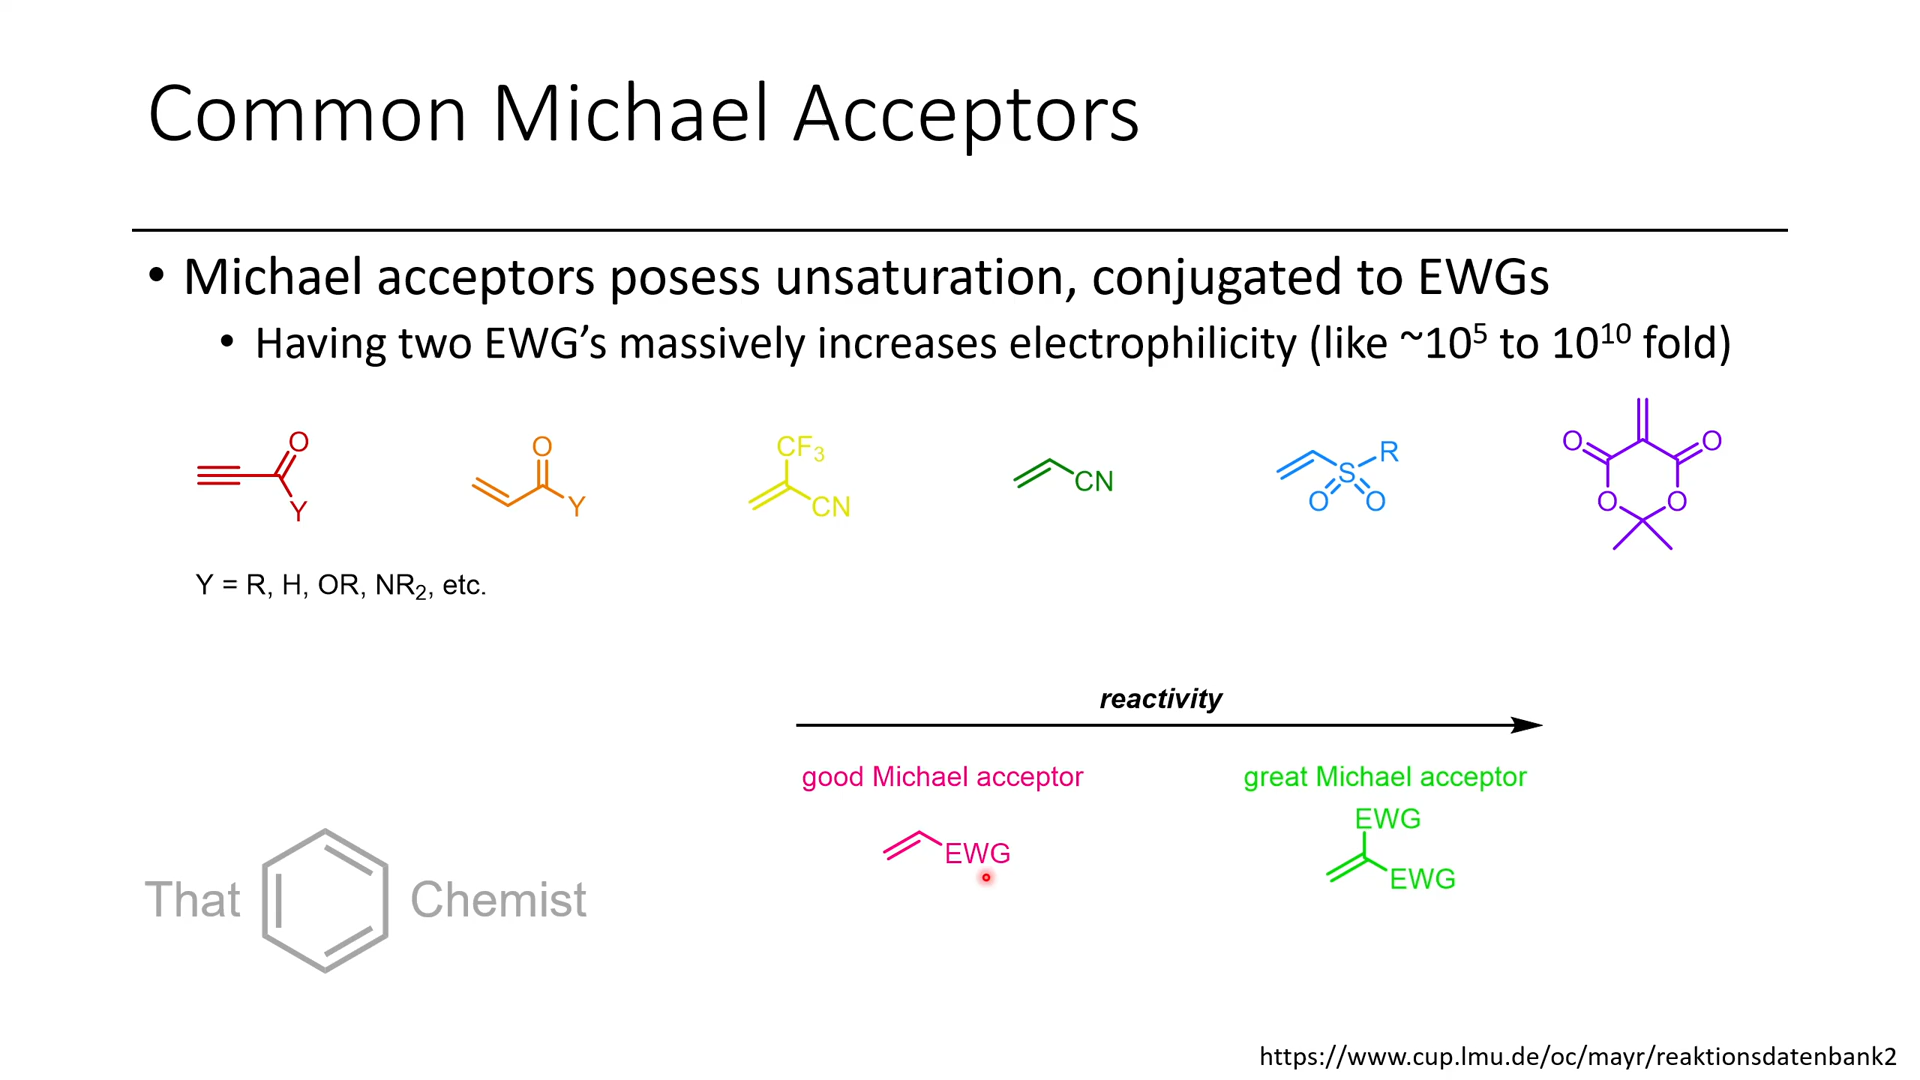 Common Michael Acceptors
• Michael acceptors posess unsaturation, conjugated to EWGs
• Having two EWG’s massively increases electrophilicity (like ~10⁵ to 10¹⁰ fold)
O
Y
O
Y
CF₃
CN
CN
R
S
O O
O O
O O
Y = R, H, OR, NR₂, etc.
reactivity
good Michael acceptor
great Michael acceptor
EWG
EWG
EWG
That Chemist
https://www.cup.lmu.de/oc/mayr/reaktionsdatenbank2